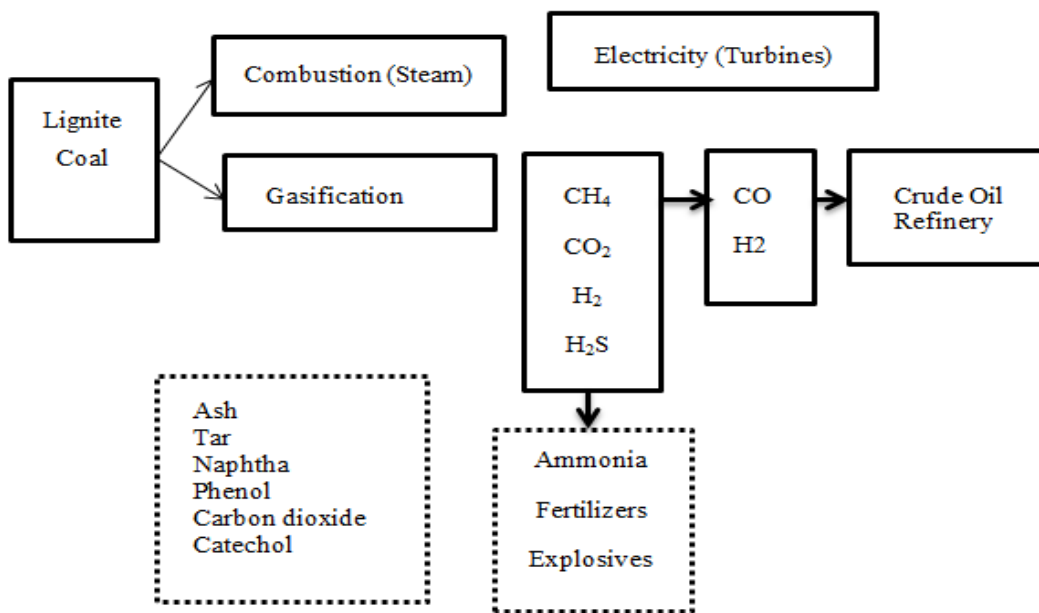 Lignite
Coal
Combustion (Steam)
Gasification
Electricity (Turbines)
CH₄
CO₂
H₂
H₂S
CO
H2
Crude Oil
Refinery
Ash
Tar
Naphtha
Phenol
Carbon dioxide
Catechol
Ammonia
Fertilizers
Explosives